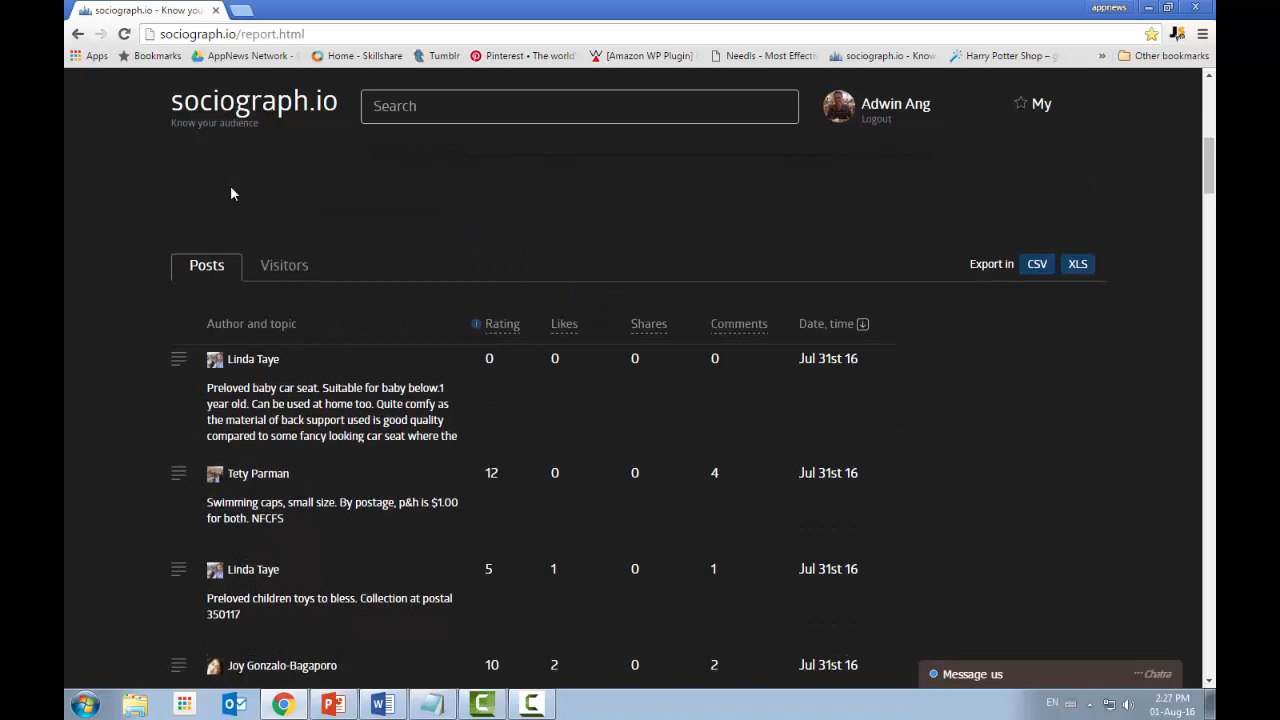 sociograph.io - Know you
appnews
sociograph.io/report.html
Apps
Bookmarks
AppNews Network -
Home - Skillshare
Tumblr
Pinterest • The world'
[Amazon WP Plugin]
Needls - Most Effecti
sociograph.io - Know
Harry Potter Shop –
»
Other bookmarks
sociograph.io
Know your audience
Search
Adwin Ang
Logout
My
Posts
Visitors
Export in
CSV
XLS
Author and topic
Rating
Likes
Shares
Comments
Date, time
Linda Taye
0
0
0
0
Jul 31st 16
Preloved baby car seat. Suitable for baby below.1
year old. Can be used at home too. Quite comfy as
the material of back support used is good quality
compared to some fancy looking car seat where the
Tety Parman
12
0
0
4
Jul 31st 16
Swimming caps, small size. By postage, p&h is $1.00
for both. NFCFS
Linda Taye
5
1
0
1
Jul 31st 16
Preloved children toys to bless. Collection at postal
350117
Joy Gonzalo-Bagaporo
10
2
0
2
Jul 31st 16
Message us
Chatra
EN
2:27 PM
01-Aug-16